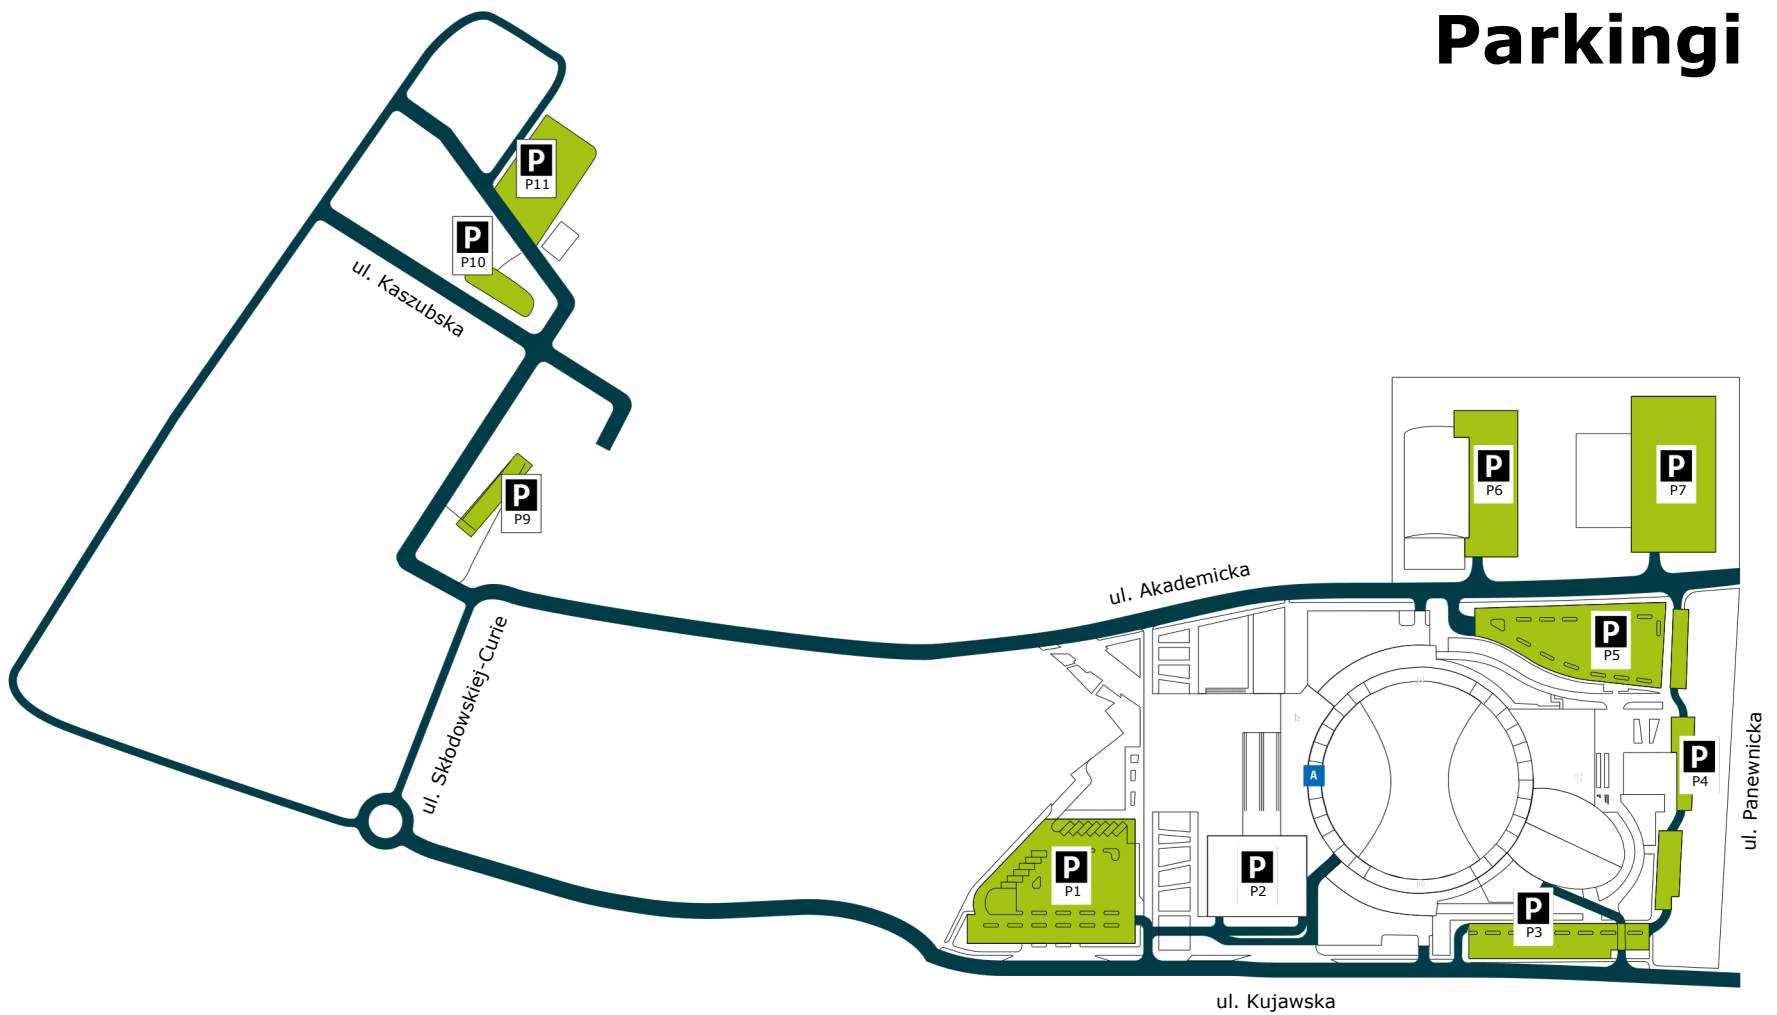 Parkingi
P
P11
P
P10
ul. Kaszubska
P
P9
P
P6
P
P7
ul. Akademicka
ul. Skłodowskiej-Curie
P
P5
A
P
P4
ul. Panewnicka
P
P1
P
P2
P
P3
ul. Kujawska